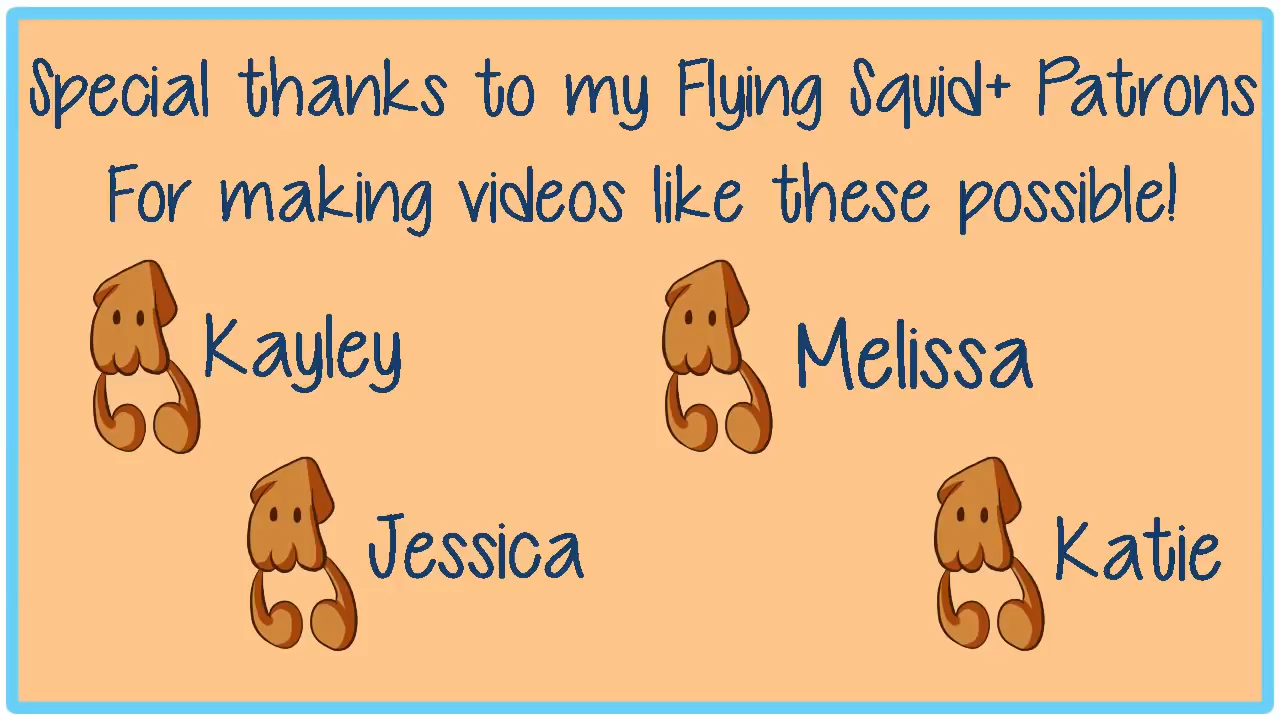 Special thanks to my Flying Squid+ Patrons
For making videos like these possible!
Kayley
Melissa
Jessica
Katie